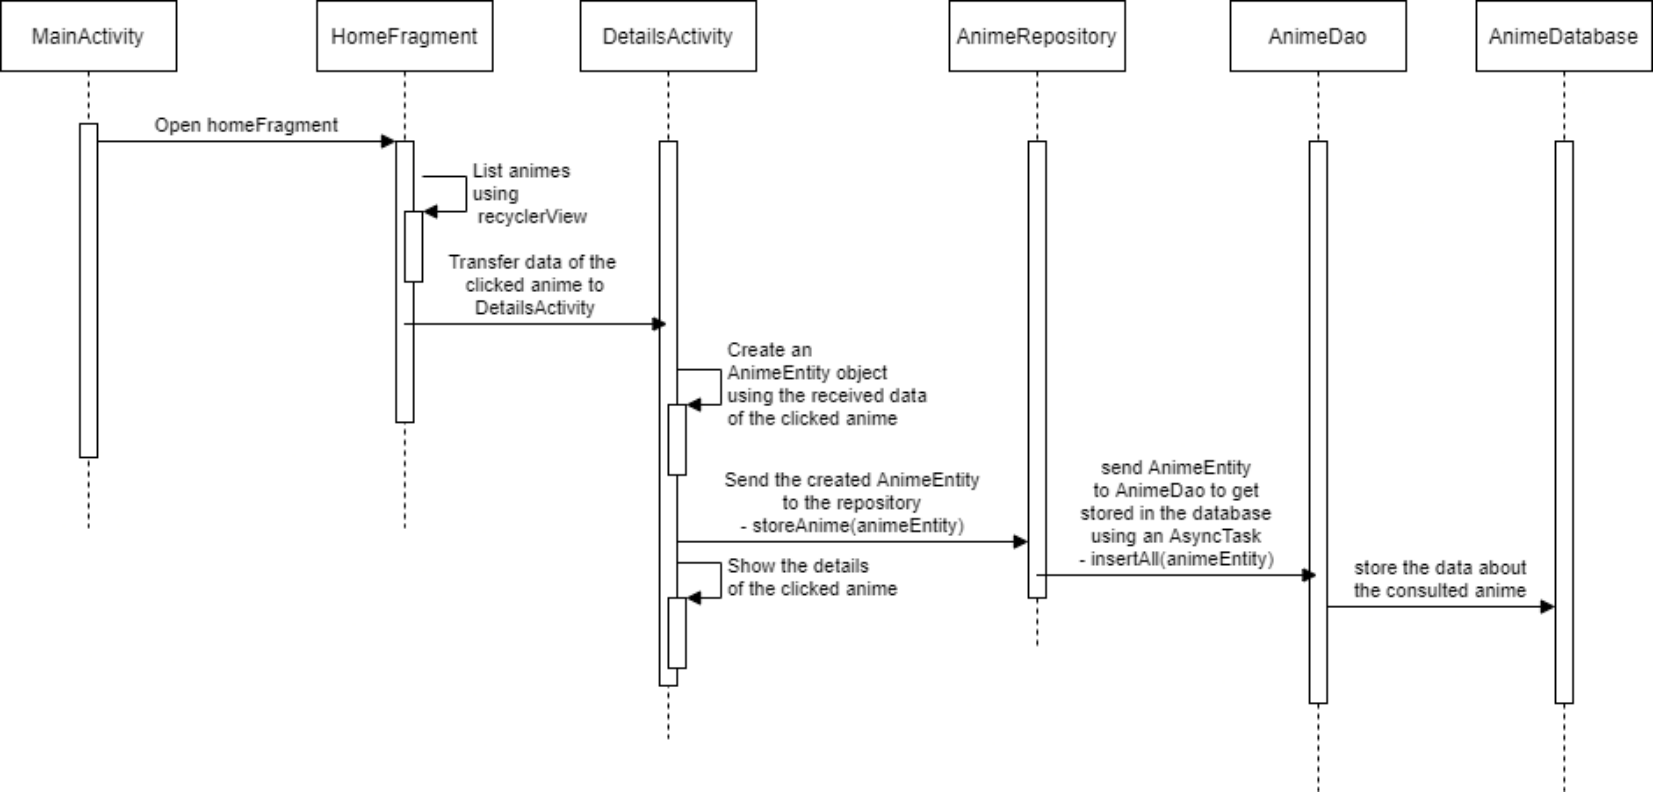 MainActivity
HomeFragment
DetailsActivity
AnimeRepository
AnimeDao
AnimeDatabase
Open homeFragment
List animes
using
recyclerView
Transfer data of the
clicked anime to
DetailsActivity
Create an
AnimeEntity object
using the received data
of the clicked anime
Send the created AnimeEntity
to the repository
- storeAnime(animeEntity)
send AnimeEntity
to AnimeDao to get
stored in the database
using an AsyncTask
- insertAll(animeEntity)
Show the details
of the clicked anime
store the data about
the consulted anime